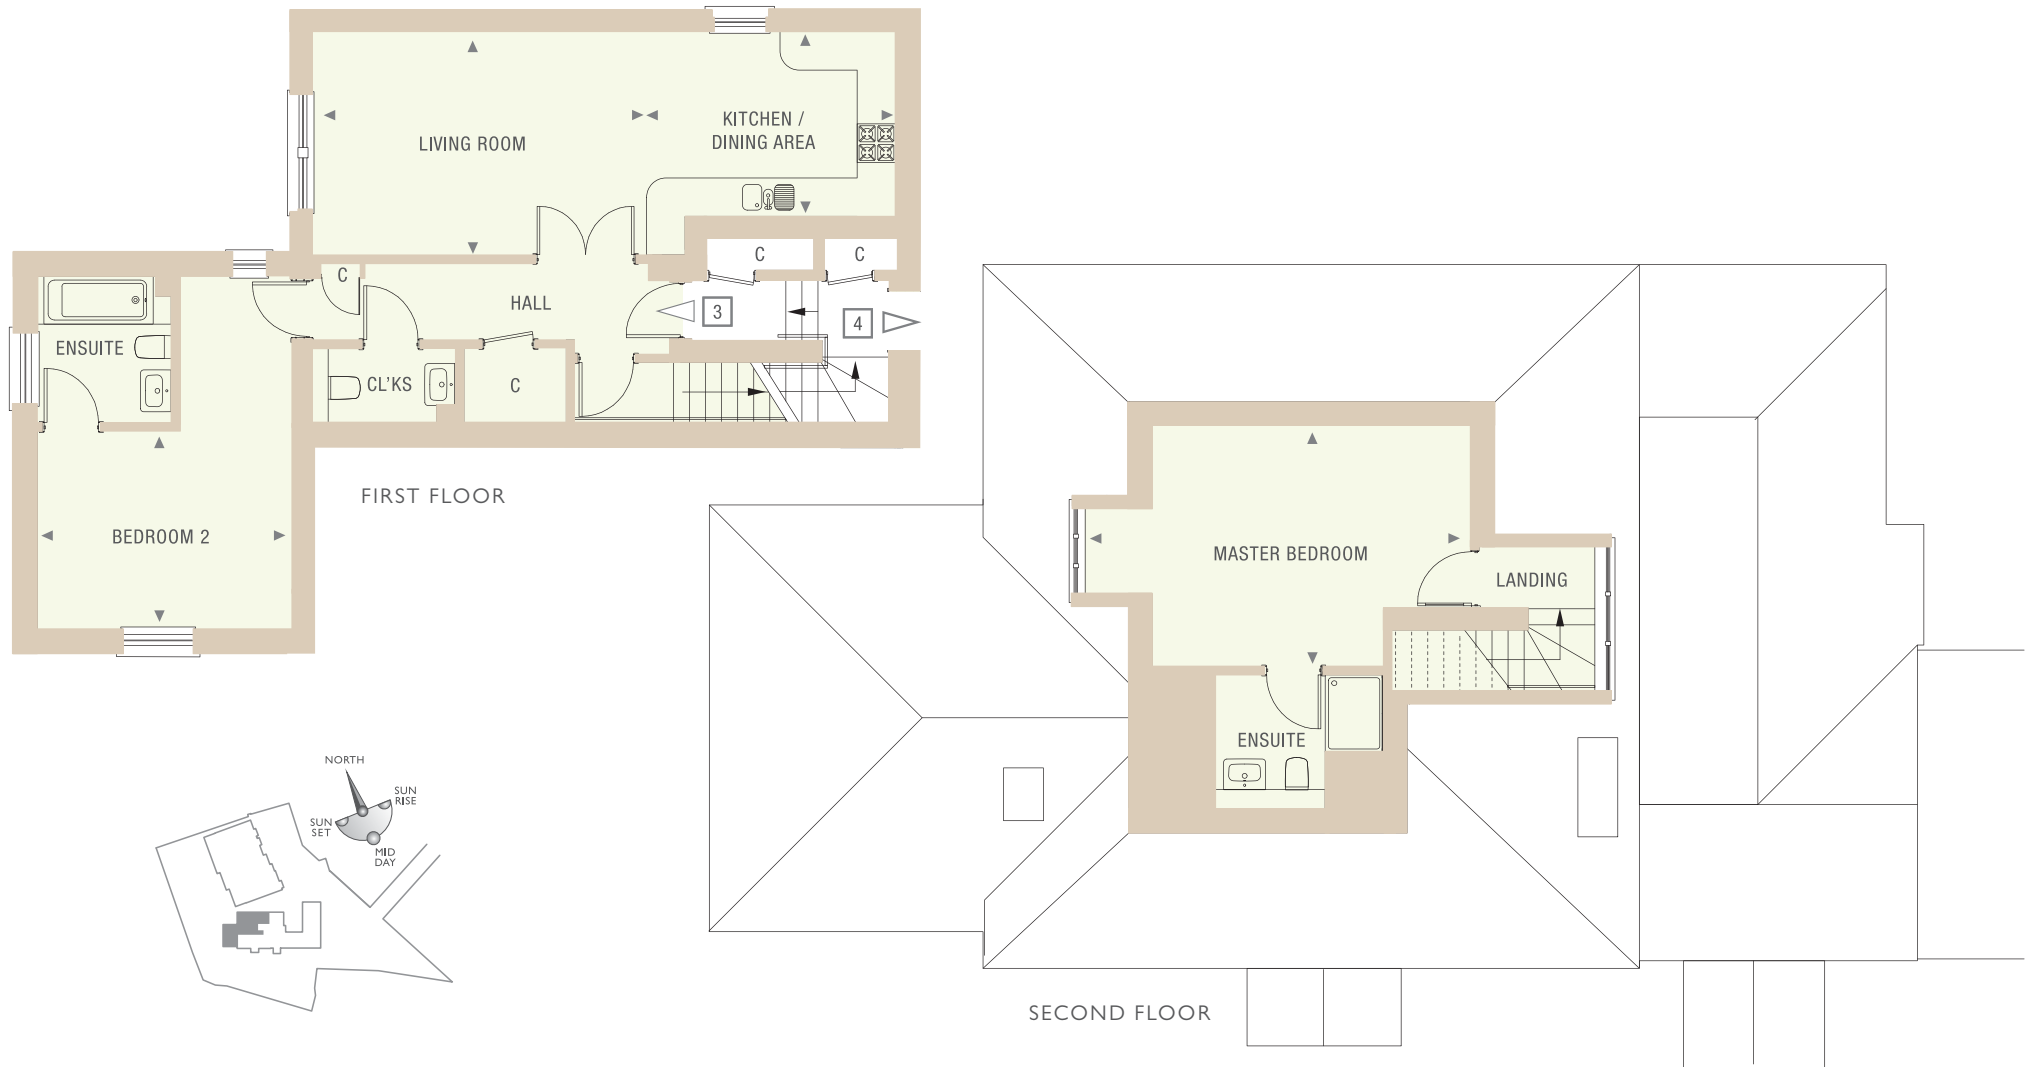 KITCHEN /
DINING AREA
LIVING ROOM
C
C
C
HALL
3
4
ENSUITE
CL'KS
C
FIRST FLOOR
BEDROOM 2
MASTER BEDROOM
LANDING
ENSUITE
NORTH
SUN
RISE
SUN
SET
MID
DAY
SECOND FLOOR